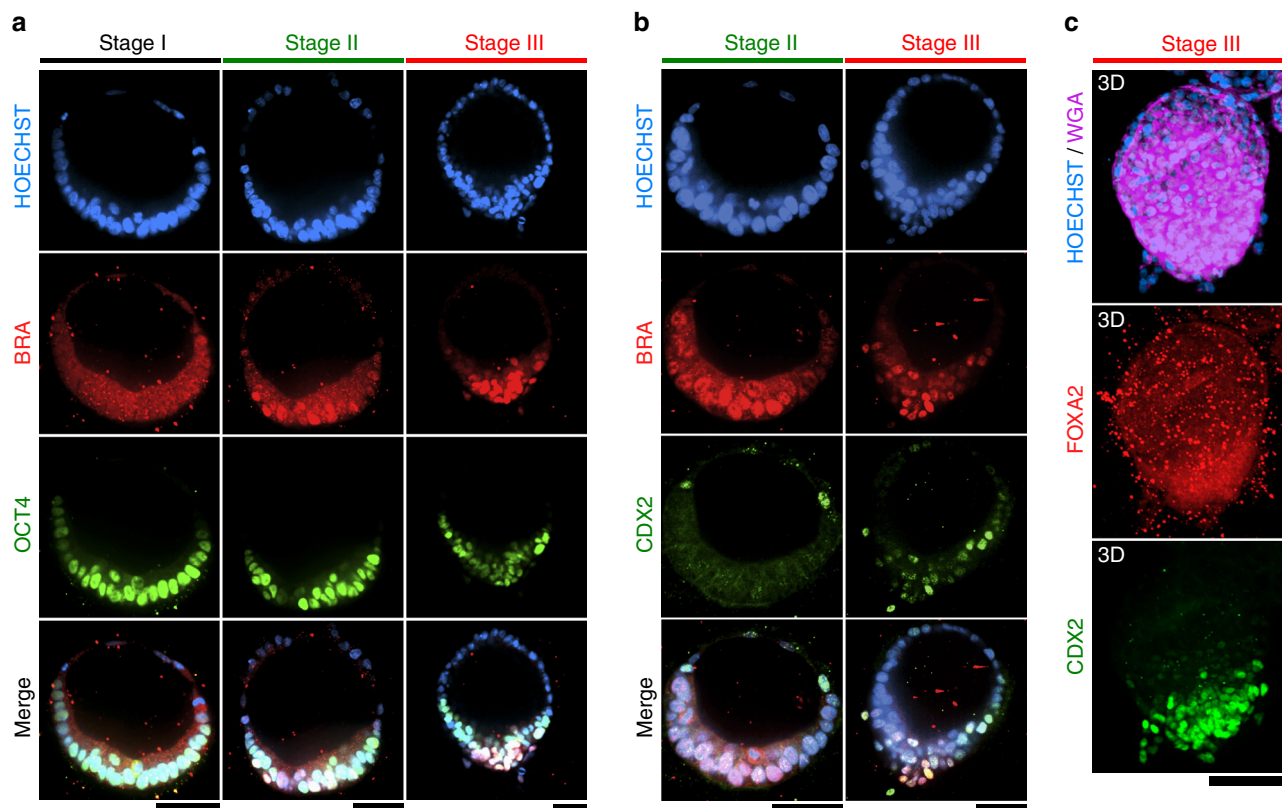 a
Stage I
Stage II
Stage III
HOECHST
BRA
OCT4
Merge
b
Stage II
Stage III
HOECHST
BRA
CDX2
Merge
c
Stage III
HOECHST / WGA
3D
FOXA2
3D
CDX2
3D